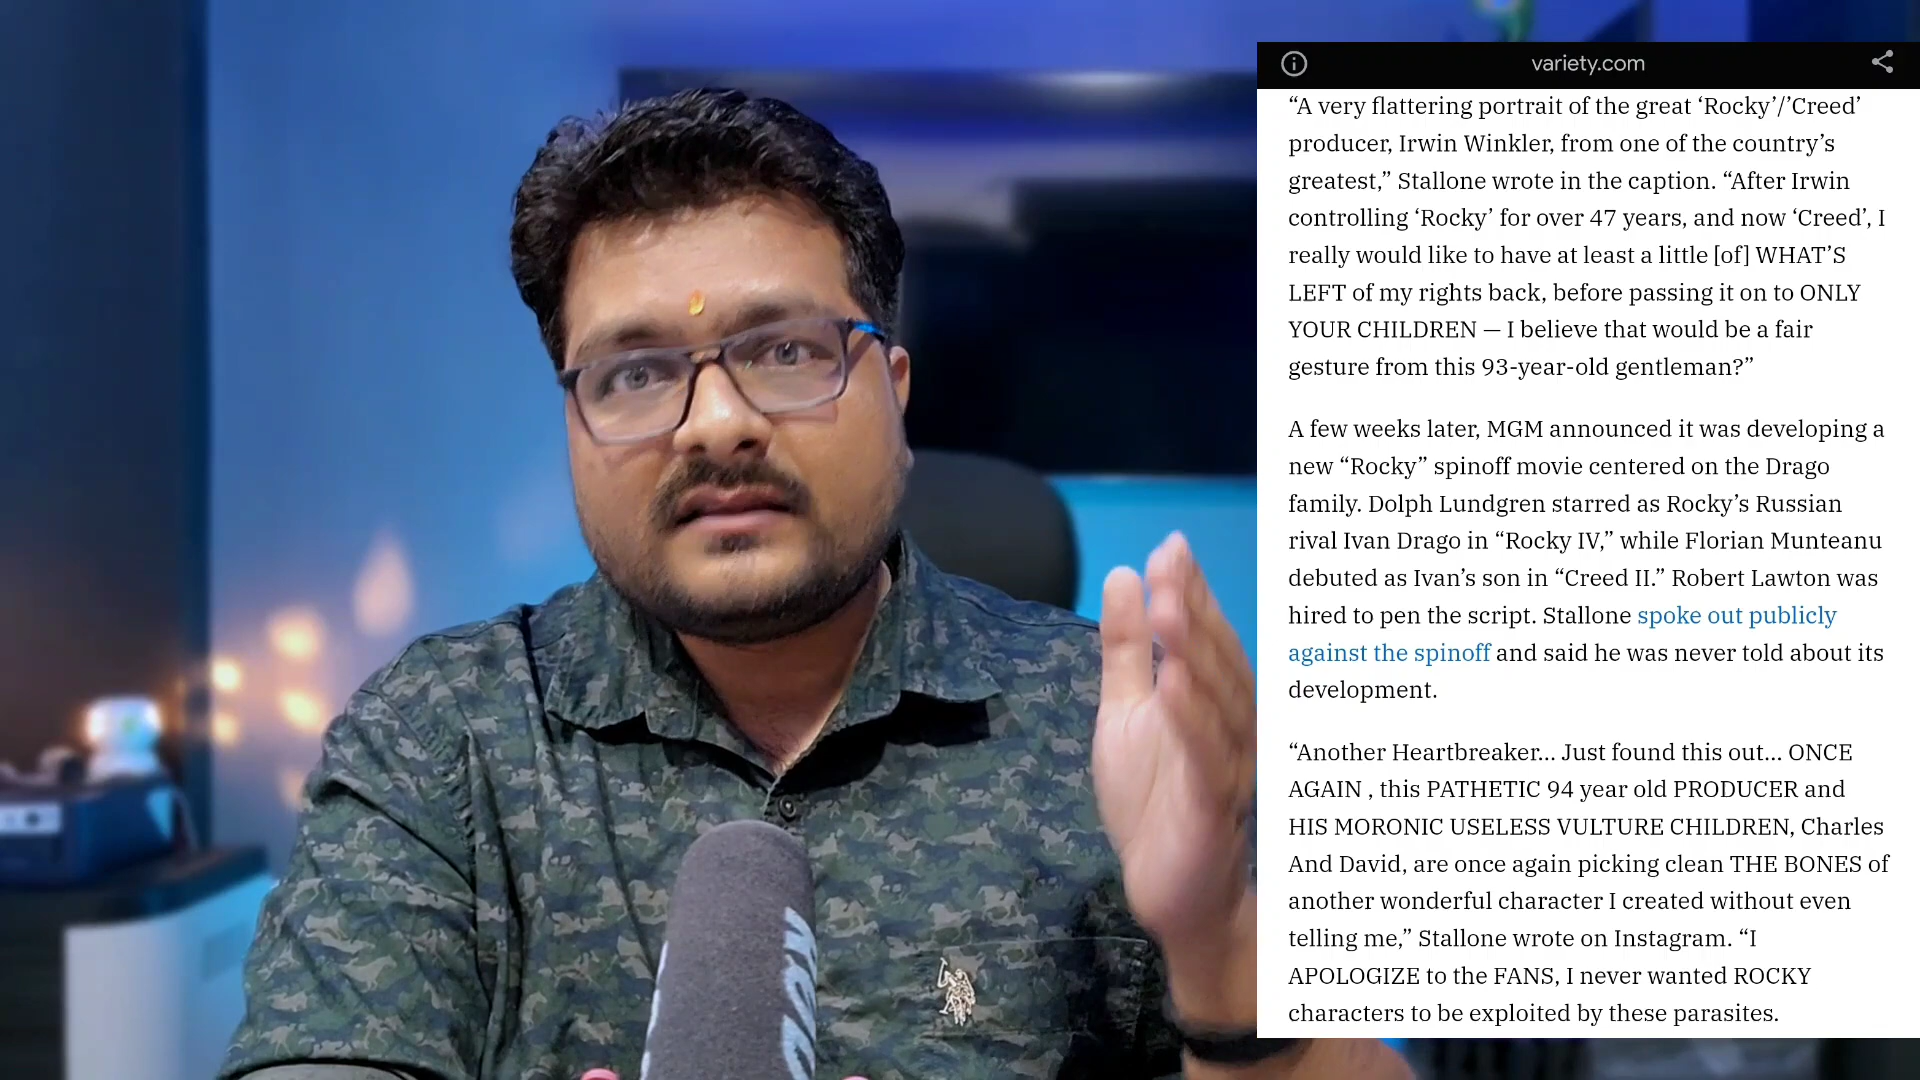 variety.com
“A very flattering portrait of the great ‘Rocky’/’Creed’
producer, Irwin Winkler, from one of the country’s
greatest,” Stallone wrote in the caption. “After Irwin
controlling ‘Rocky’ for over 47 years, and now ‘Creed’, I
really would like to have at least a little [of] WHAT’S
LEFT of my rights back, before passing it on to ONLY
YOUR CHILDREN — I believe that would be a fair
gesture from this 93-year-old gentleman?”
A few weeks later, MGM announced it was developing a
new “Rocky” spinoff movie centered on the Drago
family. Dolph Lundgren starred as Rocky’s Russian
rival Ivan Drago in “Rocky IV,” while Florian Munteanu
debuted as Ivan’s son in “Creed II.” Robert Lawton was
hired to pen the script. Stallone spoke out publicly
against the spinoff and said he was never told about its
development.
“Another Heartbreaker… Just found this out… ONCE
AGAIN , this PATHETIC 94 year old PRODUCER and
HIS MORONIC USELESS VULTURE CHILDREN, Charles
And David, are once again picking clean THE BONES of
another wonderful character I created without even
telling me,” Stallone wrote on Instagram. “I
APOLOGIZE to the FANS, I never wanted ROCKY
characters to be exploited by these parasites.